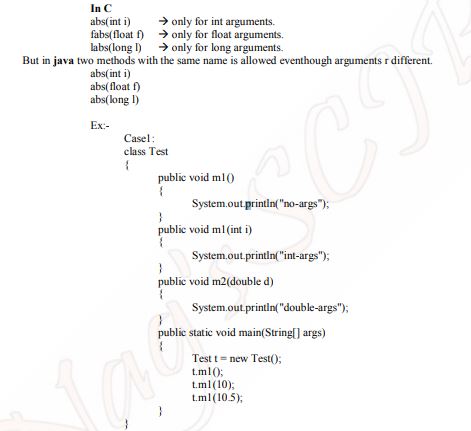 In C
abs(int i) → only for int arguments.
fabs(float f) → only for float arguments.
labs(long l) → only for long arguments.
But in java two methods with the same name is allowed eventhough arguments r different.
abs(int i)
abs(float f)
abs(long l)
Ex:-
Case1:
class Test
{
public void m1()
{
System.out.println("no-args");
}
public void m1(int i)
{
System.out.println("int-args");
}
public void m2(double d)
{
System.out.println("double-args");
}
public static void main(String[] args)
{
Test t = new Test();
t.m1();
t.m1(10);
t.m1(10.5);
}
}